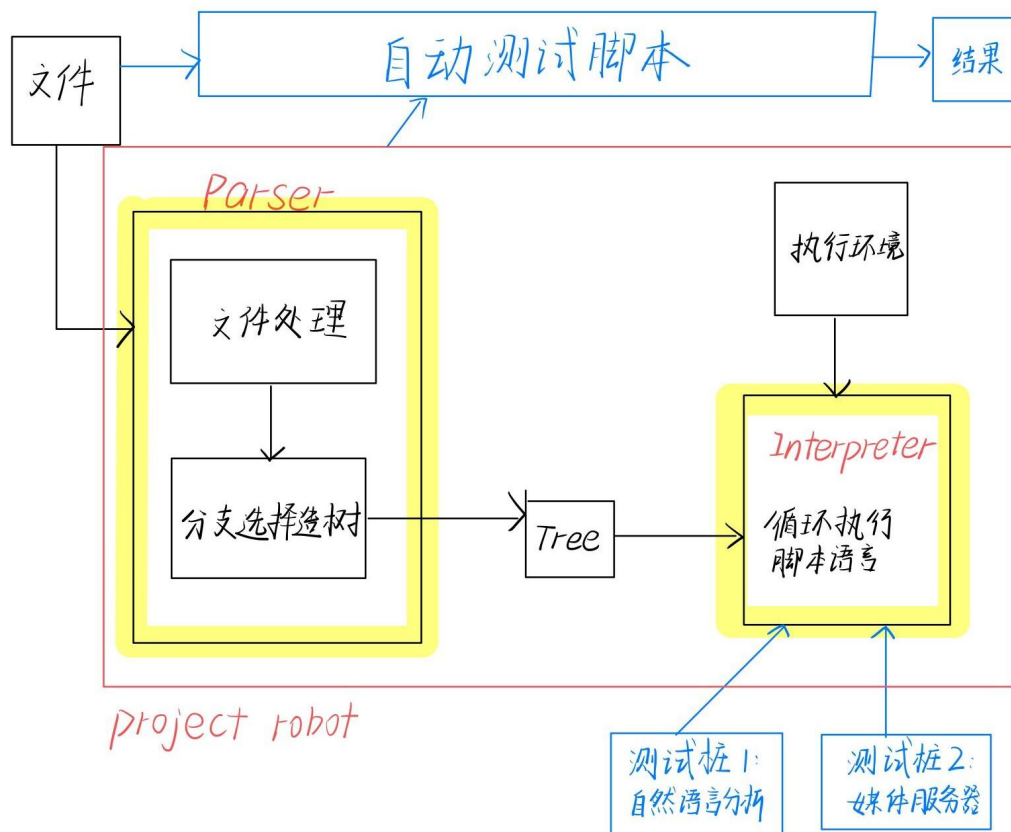 文件
自动测试脚本
结果
Parser
文件处理
执行环境
分支选择造树
Tree
Interpreter
循环执行
脚本语言
project robot
测试桩1:
自然语言分析
测试桩2:
媒体服务器